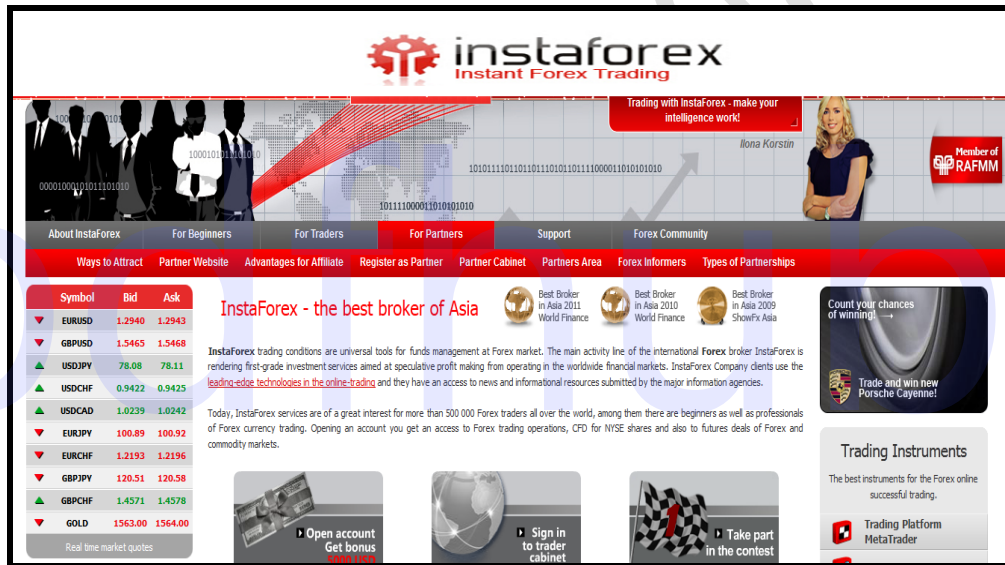 instaforex
Instant Forex Trading
Trading with InstaForex - make your
intelligence work!
Ilona Korstin
Member of
RAFMM
10001010111101010
10101111011011011101011011110000110101010
00001000101011101010
1011110000110101010
About InstaForex For Beginners For Traders For Partners Support Forex Community
Ways to Attract Partner Website Advantages for Affiliate Register as Partner Partner Cabinet Partners Area Forex Informers Types of Partnerships
Symbol Bid Ask
EURUSD 1.2940 1.2943
GBPUSD 1.5465 1.5468
USDJPY 78.08 78.11
USDCHF 0.9422 0.9425
USDCAD 1.0239 1.0242
EURJPY 100.89 100.92
EURCHF 1.2193 1.2196
GBPJPY 120.51 120.58
GBPCHF 1.4571 1.4578
GOLD 1563.00 1564.00
Real time market quotes
InstaForex - the best broker of Asia
Best Broker
in Asia 2011
World Finance
Best Broker
in Asia 2010
World Finance
Best Broker
in Asia 2009
ShowFx Asia
InstaForex trading conditions are universal tools for funds management at Forex market. The main activity line of the international Forex broker InstaForex is
rendering first-grade investment services aimed at speculative profit making from operating in the worldwide financial markets. InstaForex Company clients use the
leading-edge technologies in the online-trading and they have an access to news and informational resources submitted by the major information agencies.
Today, InstaForex services are of a great interest for more than 500 000 Forex traders all over the world, among them there are beginners as well as professionals
of Forex currency trading. Opening an account you get an access to Forex trading operations, CFD for NYSE shares and also to futures deals of Forex and
commodity markets.
Open account
Get bonus
5000 USD
Sign in
to trader
cabinet
Take part
in the contest
Count your chances
of winning!
Trade and win new
Porsche Cayenne!
Trading Instruments
The best instruments for the Forex online
successful trading.
Trading Platform
MetaTrader